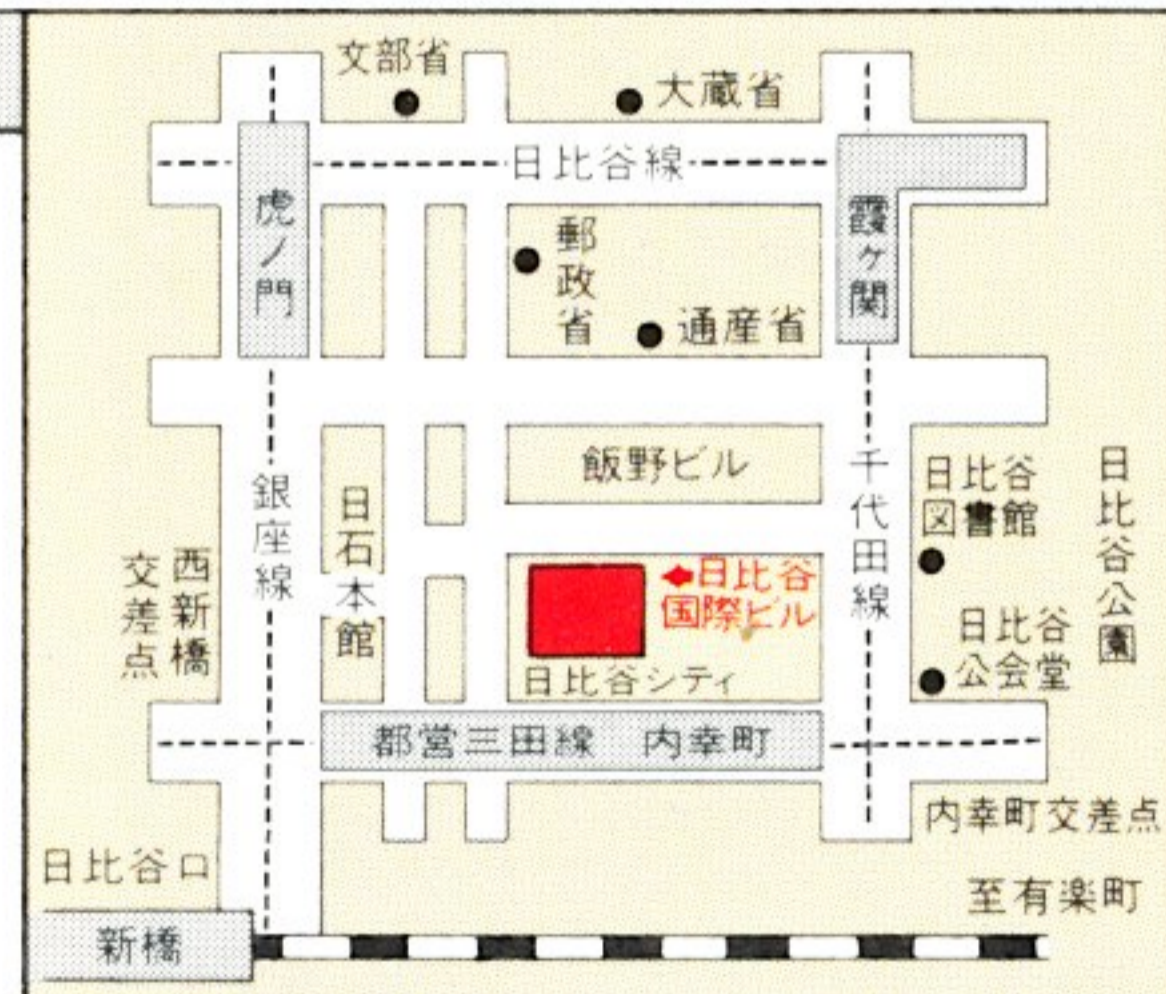 文部省
大蔵省
日比谷線
虎ノ門
霞ヶ関
郵政省
通産省
飯野ビル
銀座線
日石本館
千代田線
日比谷
図書館
日比谷公園
西新橋
交差点
日比谷
国際ビル
日比谷シティ
日比谷
公会堂
都営三田線 内幸町
内幸町交差点
日比谷口
至有楽町
新橋